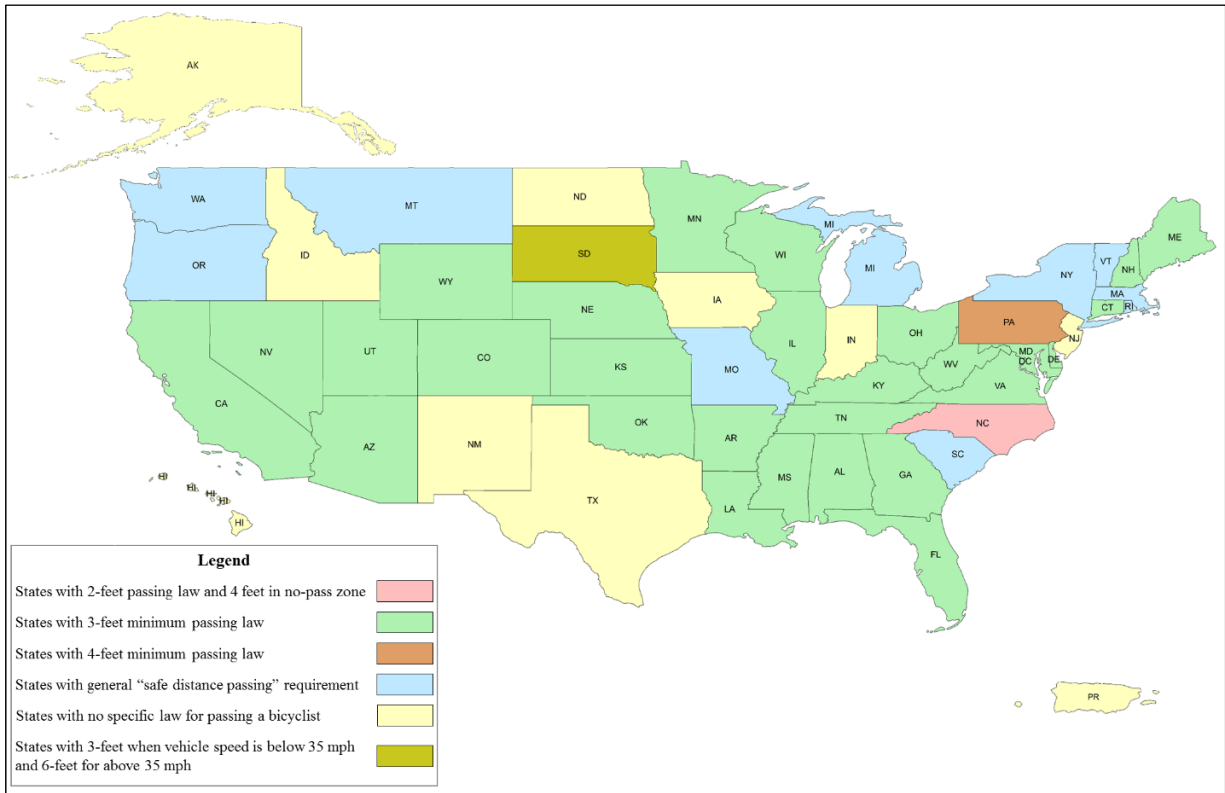 AK
WA
MT
ND
MN
ME
MI
OR
ID
SD
WI
MI
NY
VT
NH
WY
MA
CT
RI
IA
NE
PA
NJ
NV
UT
CO
IL
IN
OH
MD
DC
DE
WV
VA
CA
KS
MO
KY
TN
NC
AZ
NM
OK
AR
SC
MS
AL
GA
TX
LA
FL
HI
HI
HI
HI
HI
PR
Legend
States with 2-feet passing law and 4 feet in no-pass zone
States with 3-feet minimum passing law
States with 4-feet minimum passing law
States with general “safe distance passing” requirement
States with no specific law for passing a bicyclist
States with 3-feet when vehicle speed is below 35 mph
and 6-feet for above 35 mph